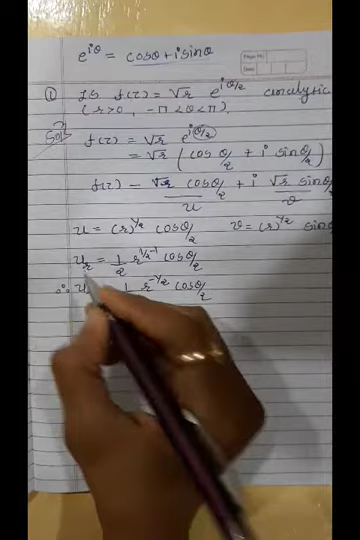 e^{iθ} = cosθ + i sinθ
① IS f(z) = √r e^{iθ/2} analytic
(r>0, -π<θ<π).
Sol?
f(z) = √r e^{iθ/2}
= √r (cos θ/2 + i sin θ/2)
f(z) = √r cos θ/2 + i √r sin θ/2
u v
u = (r)^{1/2} cos θ/2 v = (r)^{1/2} sin
u_r = 1/2 r^{1/2-1} cos θ/2
∴ u 1/2 r^{-1/2} cos θ/2